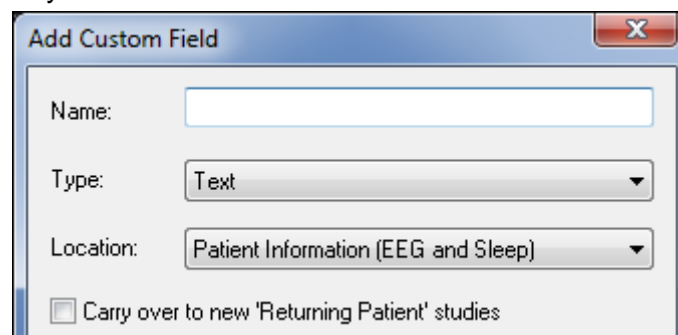 Add Custom Field
Name:
Type: Text
Location: Patient Information (EEG and Sleep)
Carry over to new 'Returning Patient' studies